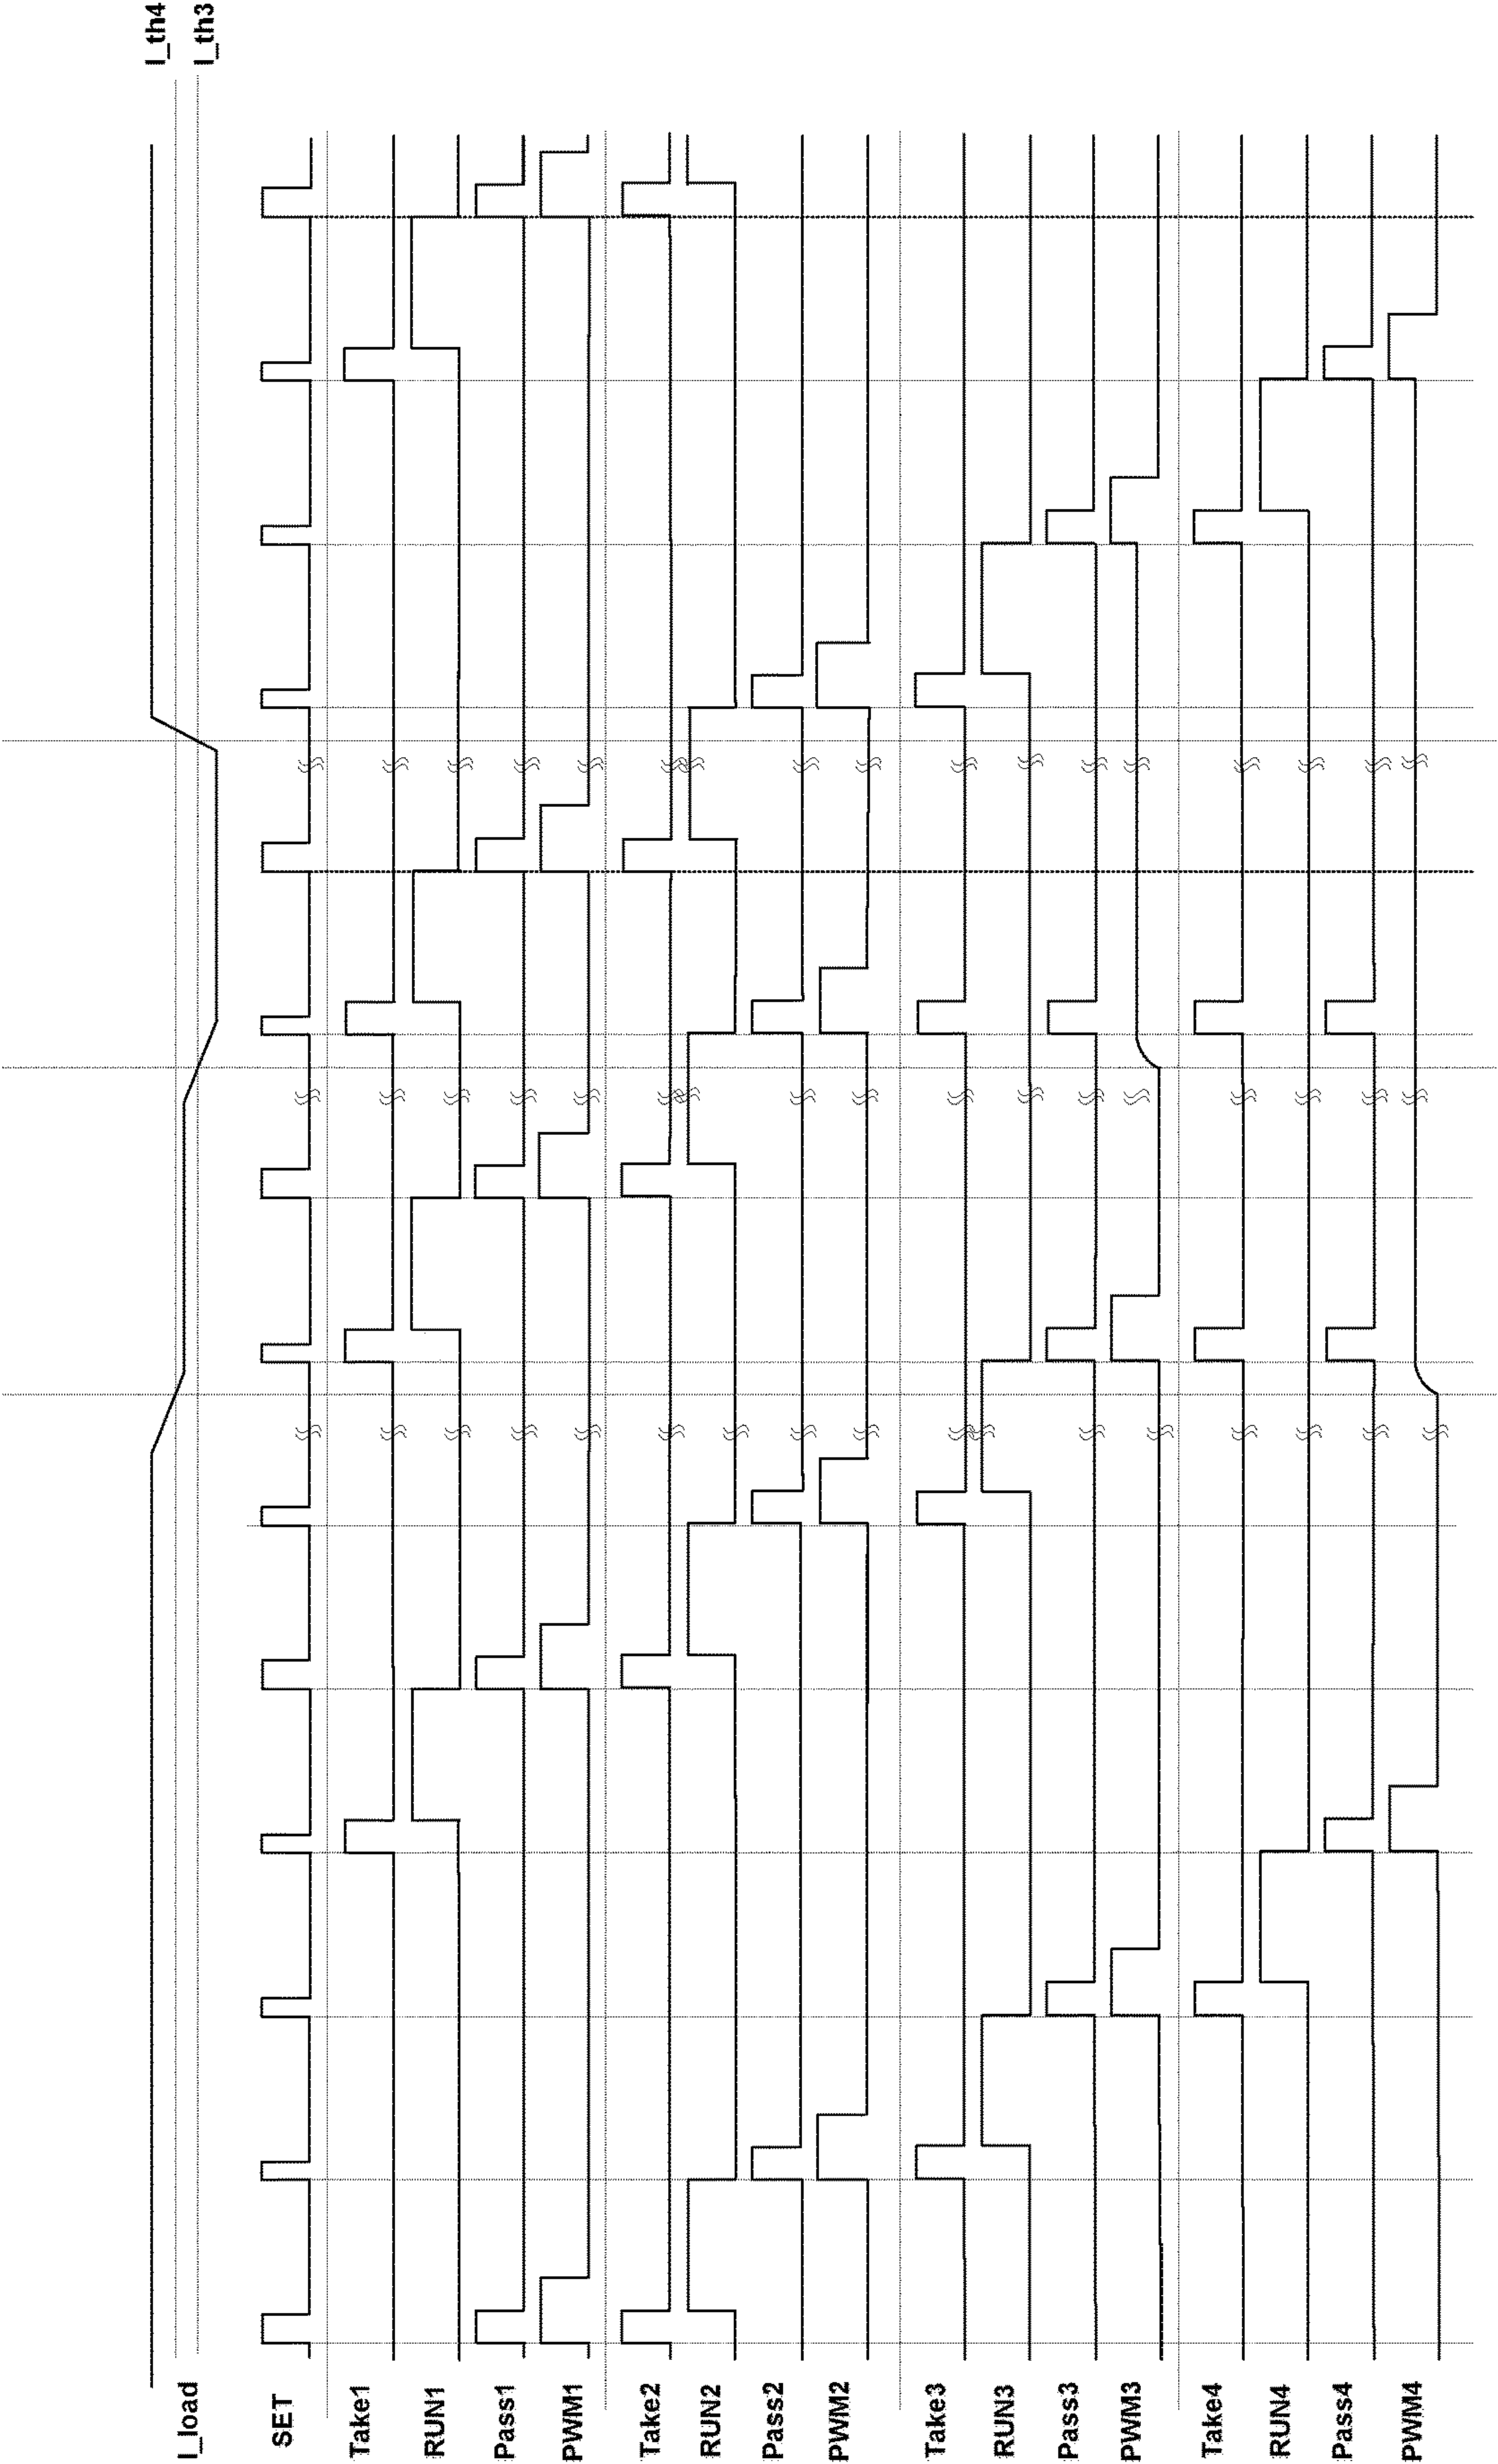 I_th4
I_th3
I_load
SET
Take1
RUN1
Pass1
PWM1
Take2
RUN2
Pass2
PWM2
Take3
RUN3
Pass3
PWM3
Take4
RUN4
Pass4
PWM4